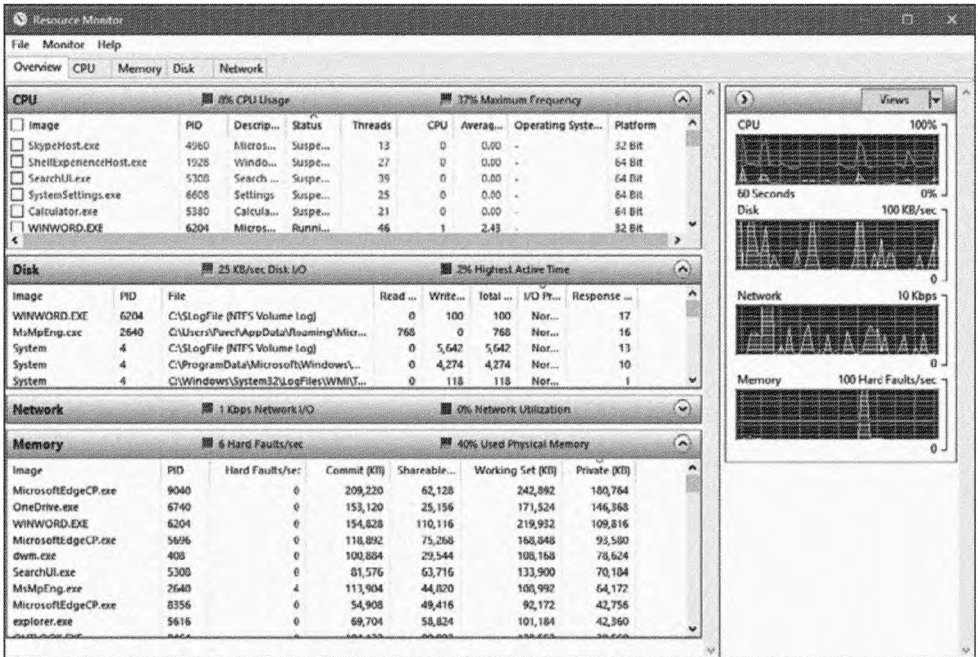 Resource Monitor
File Monitor Help
Overview CPU Memory Disk Network
CPU 8% CPU Usage 37% Maximum Frequency
Image PID Descrip... Status Threads CPU Averag... Operating Syste... Platform
SkypeHost.exe 4960 Micros... Suspe... 13 0 0.00 - 32 Bit
ShellExperienceHost.exe 1928 Windo... Suspe... 27 0 0.00 - 64 Bit
SearchUI.exe 5308 Search ... Suspe... 39 0 0.00 - 64 Bit
SystemSettings.exe 6608 Settings Suspe... 25 0 0.00 - 64 Bit
Calculator.exe 5380 Calcula... Suspe... 21 0 0.00 - 64 Bit
WINWORD.EXE 6204 Micros... Runni... 46 1 2.43 32 Bit
Disk 25 KB/sec Disk I/O 2% Highest Active Time
Image PID File Read ... Write... Total ... I/O Pr... Response ...
WINWORD.EXE 6204 C:\$LogFile (NTFS Volume Log) 0 100 100 Nor... 17
MsMpEng.exe 2640 C:\Users\Pavel\AppData\Roaming\Micr... 768 0 768 Nor... 16
System 4 C:\$LogFile (NTFS Volume Log) 0 5,642 5,642 Nor... 13
System 4 C:\ProgramData\Microsoft\Windows\... 0 4,274 4,274 Nor... 10
System 4 C:\Windows\System32\LogFiles\WMI\T... 0 118 118 Nor... 1
Network 1 Kbps Network I/O 0% Network Utilization
Memory 6 Hard Faults/sec 40% Used Physical Memory
Image PID Hard Faults/sec Commit (KB) Shareable... Working Set (KB) Private (KB)
MicrosoftEdgeCP.exe 9040 0 209,220 62,128 242,892 180,764
OneDrive.exe 6740 0 153,120 25,156 171,524 146,368
WINWORD.EXE 6204 0 154,828 110,116 219,932 109,816
MicrosoftEdgeCP.exe 5696 0 118,892 75,268 168,848 93,580
dwm.exe 408 0 100,884 29,544 108,168 78,624
SearchUI.exe 5308 0 81,576 63,716 133,900 70,184
MsMpEng.exe 2640 4 113,904 44,820 108,992 64,172
MicrosoftEdgeCP.exe 8356 0 54,908 49,416 92,172 42,756
explorer.exe 5616 0 69,704 58,824 101,184 42,360
Views
CPU 100%
60 Seconds 0%
Disk 100 KB/sec
0
Network 10 Kbps
0
Memory 100 Hard Faults/sec
0